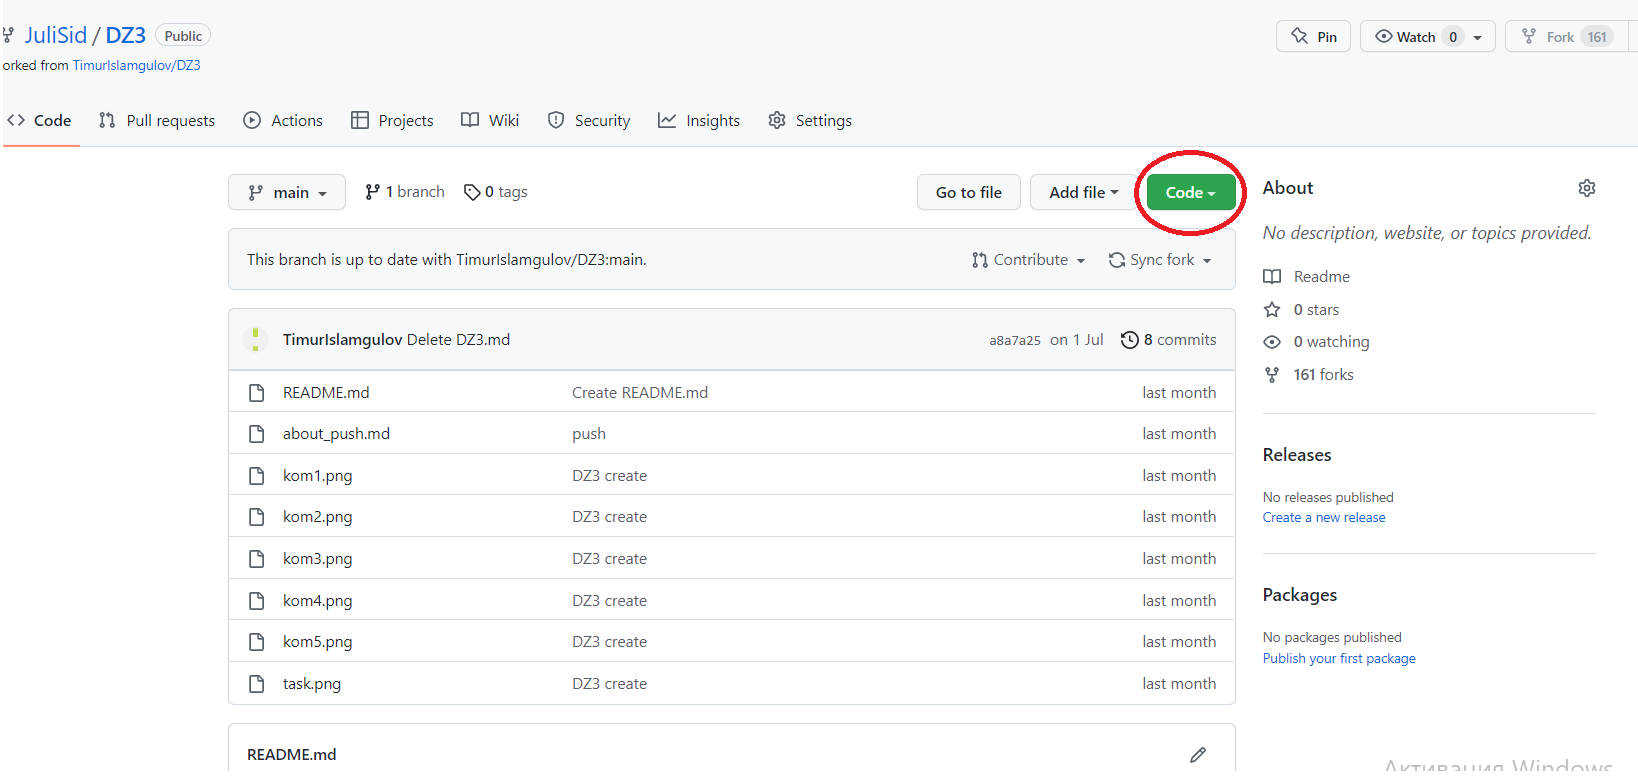 JuliSid / DZ3 Public
Pin
Watch 0
Fork 161
orked from TimurIslamgulov/DZ3
<> Code
Pull requests
Actions
Projects
Wiki
Security
Insights
Settings
main
1 branch
0 tags
Go to file
Add file
Code
This branch is up to date with TimurIslamgulov/DZ3:main.
Contribute
Sync fork
TimurIslamgulov Delete DZ3.md
a8a7a25 on 1 Jul
8 commits
README.md Create README.md last month
about_push.md push last month
kom1.png DZ3 create last month
kom2.png DZ3 create last month
kom3.png DZ3 create last month
kom4.png DZ3 create last month
kom5.png DZ3 create last month
task.png DZ3 create last month
README.md
About
No description, website, or topics provided.
Readme
0 stars
0 watching
161 forks
Releases
No releases published
Create a new release
Packages
No packages published
Publish your first package
Активация Windows